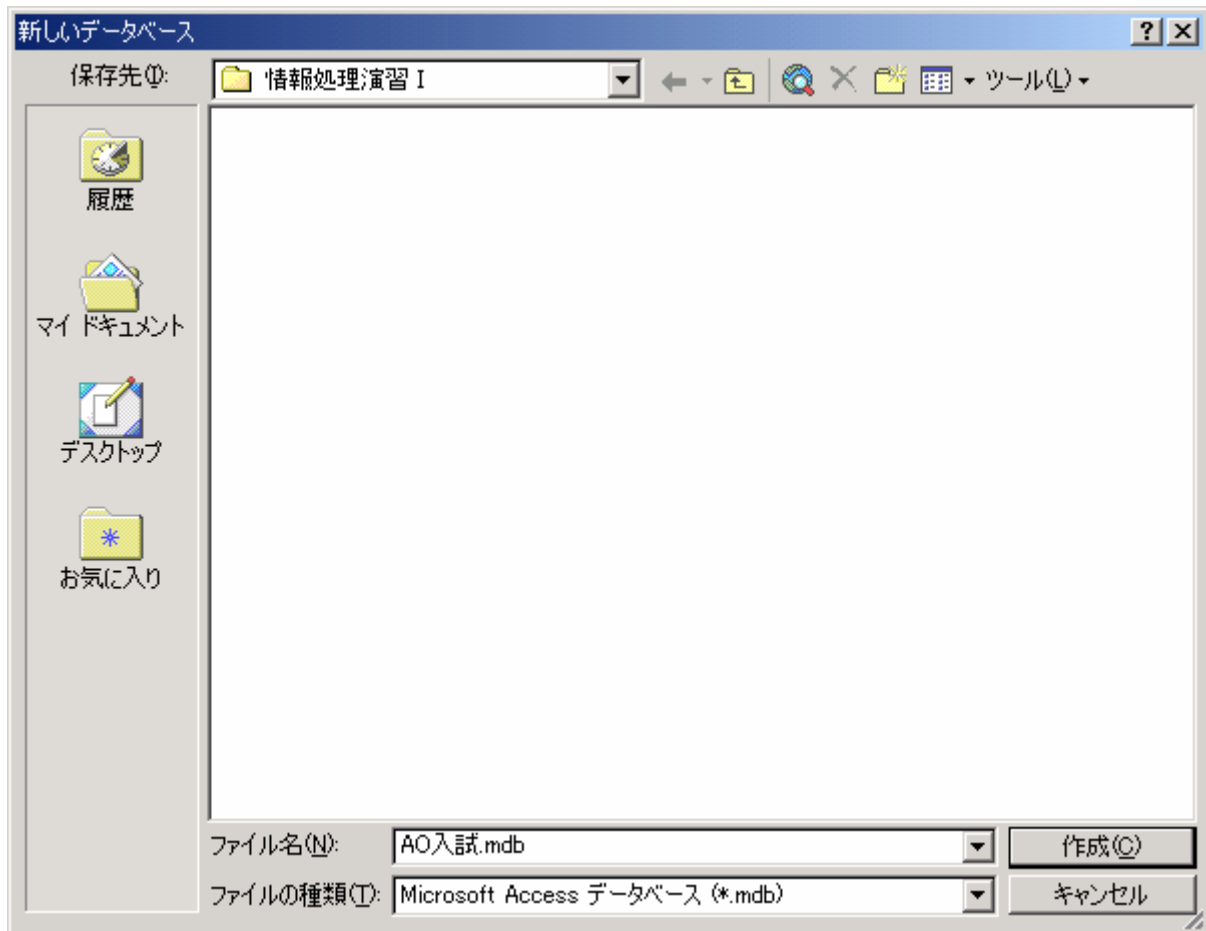 新しいデータベース
保存先(I):
情報処理演習 I
ツール(L)
履歴
マイ ドキュメント
デスクトップ
お気に入り
ファイル名(N):
AO入試.mdb
作成(C)
ファイルの種類(T):
Microsoft Access データベース (*.mdb)
キャンセル